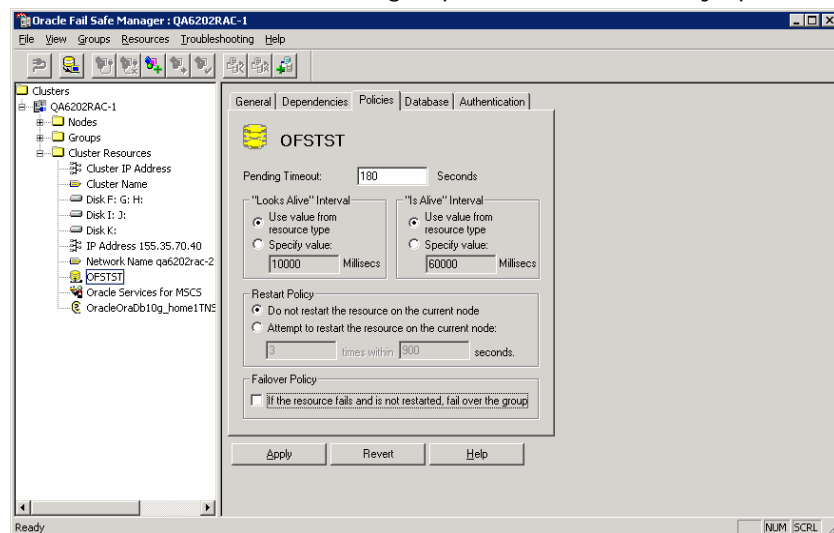 Oracle Fail Safe Manager : QA6202RAC-1
File View Groups Resources Troubleshooting Help
Clusters
QA6202RAC-1
Nodes
Groups
Cluster Resources
Cluster IP Address
Cluster Name
Disk F: G: H:
Disk I: J:
Disk K:
IP Address 155.35.70.40
Network Name qa6202rac-2
OFSTST
Oracle Services for MSCS
OracleOraDb10g_home1TNS
General Dependencies Policies Database Authentication
OFSTST
Pending Timeout: 180 Seconds
"Looks Alive" Interval
Use value from
resource type
Specify value:
10000 Millisecs
"Is Alive" Interval
Use value from
resource type
Specify value:
60000 Millisecs
Restart Policy
Do not restart the resource on the current node
Attempt to restart the resource on the current node:
3 times within 900 seconds.
Failover Policy
If the resource fails and is not restarted, fail over the group
Apply Revert Help
Ready
NUM SCRL